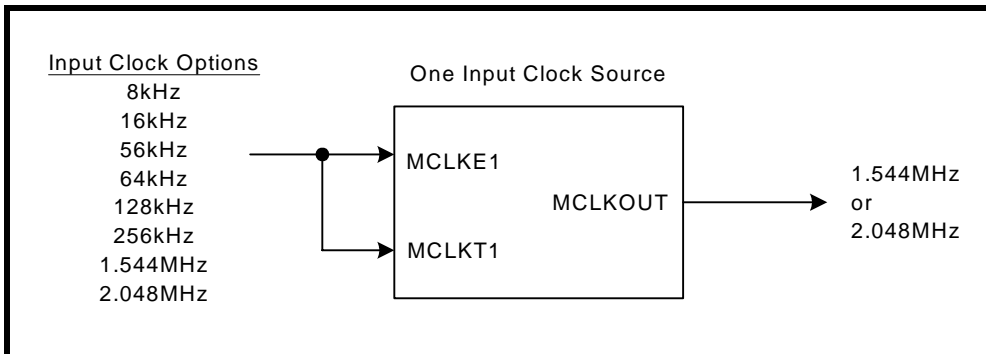 Input Clock Options
8kHz
16kHz
56kHz
64kHz
128kHz
256kHz
1.544MHz
2.048MHz
One Input Clock Source
MCLKE1
MCLKT1
MCLKOUT
1.544MHz
or
2.048MHz